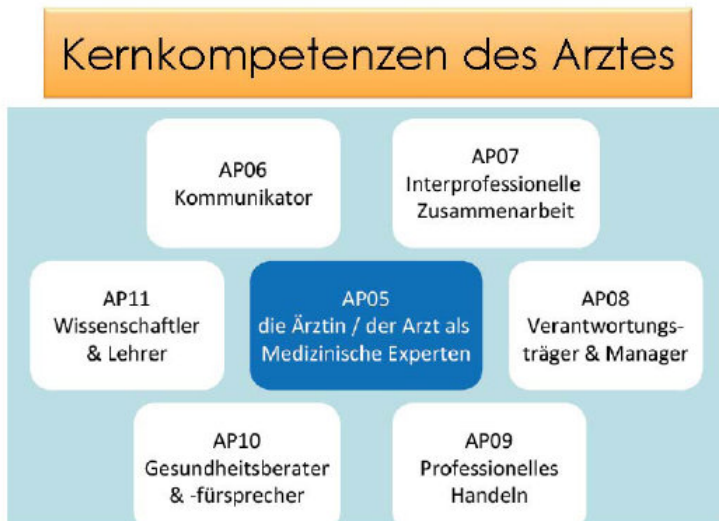 Kernkompetenzen des Arztes
AP06
Kommunikator
AP07
Interprofessionelle
Zusammenarbeit
AP11
Wissenschaftler
& Lehrer
AP05
die Ärztin / der Arzt als
Medizinische Experten
AP08
Verantwortungs-
träger & Manager
AP10
Gesundheitsberater
& -fürsprecher
AP09
Professionelles
Handeln